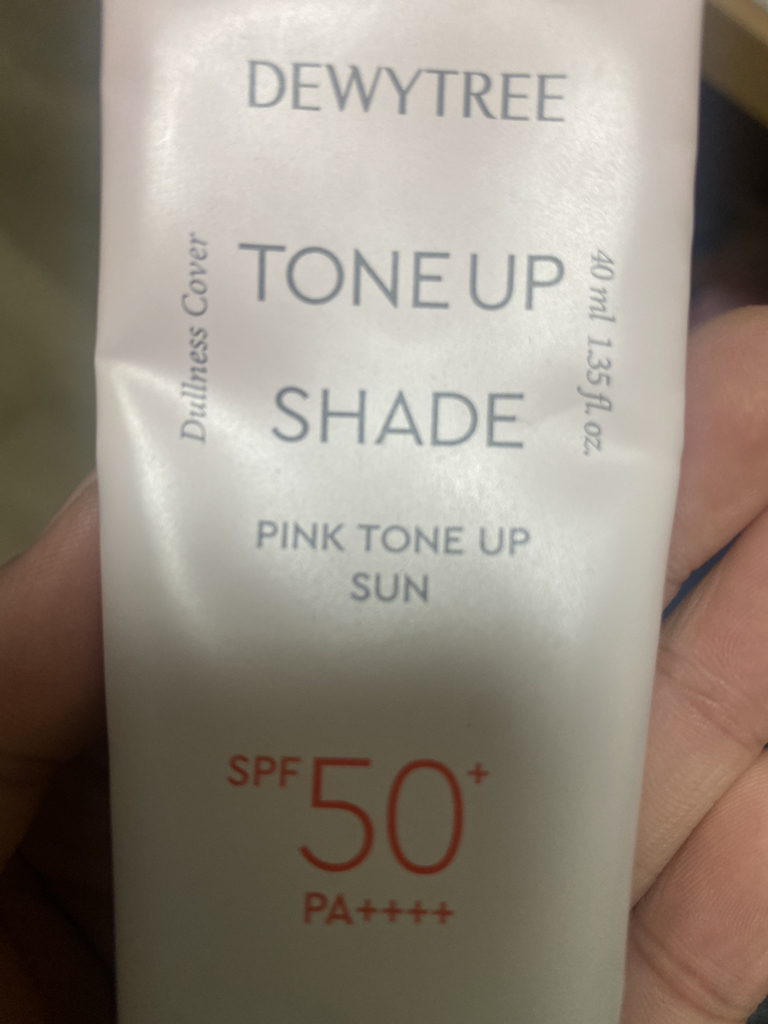 DEWYTREE
Dullness Cover
TONE UP
SHADE
40 ml 1.35 fl. oz.
PINK TONE UP
SUN
SPF 50+
PA++++